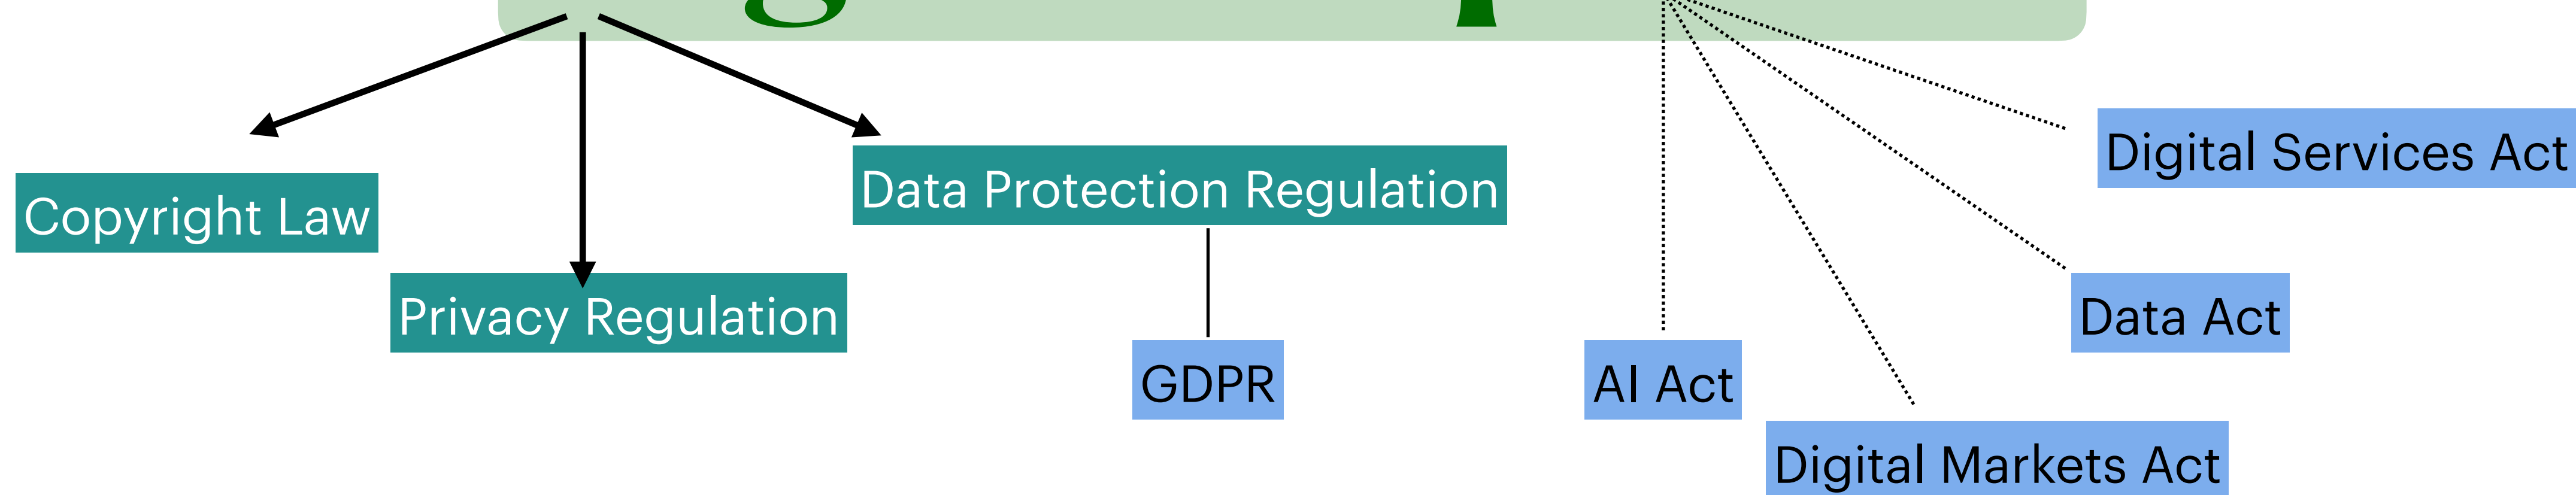 Digital Services Act
Data Protection Regulation
Copyright Law
Privacy Regulation
Data Act
GDPR
AI Act
Digital Markets Act